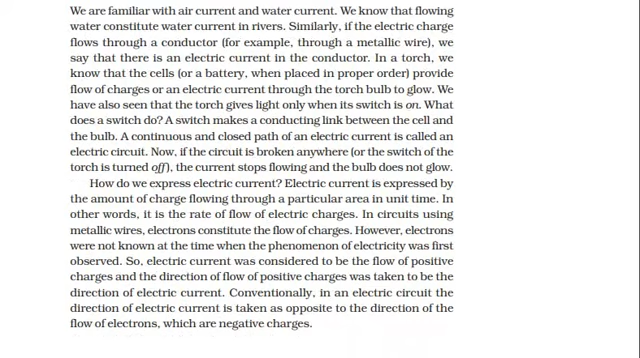 We are familiar with air current and water current. We know that flowing
water constitute water current in rivers. Similarly, if the electric charge
flows through a conductor (for example, through a metallic wire), we
say that there is an electric current in the conductor. In a torch, we
know that the cells (or a battery, when placed in proper order) provide
flow of charges or an electric current through the torch bulb to glow. We
have also seen that the torch gives light only when its switch is on. What
does a switch do? A switch makes a conducting link between the cell and
the bulb. A continuous and closed path of an electric current is called an
electric circuit. Now, if the circuit is broken anywhere (or the switch of the
torch is turned off), the current stops flowing and the bulb does not glow.
How do we express electric current? Electric current is expressed by
the amount of charge flowing through a particular area in unit time. In
other words, it is the rate of flow of electric charges. In circuits using
metallic wires, electrons constitute the flow of charges. However, electrons
were not known at the time when the phenomenon of electricity was first
observed. So, electric current was considered to be the flow of positive
charges and the direction of flow of positive charges was taken to be the
direction of electric current. Conventionally, in an electric circuit the
direction of electric current is taken as opposite to the direction of the
flow of electrons, which are negative charges.